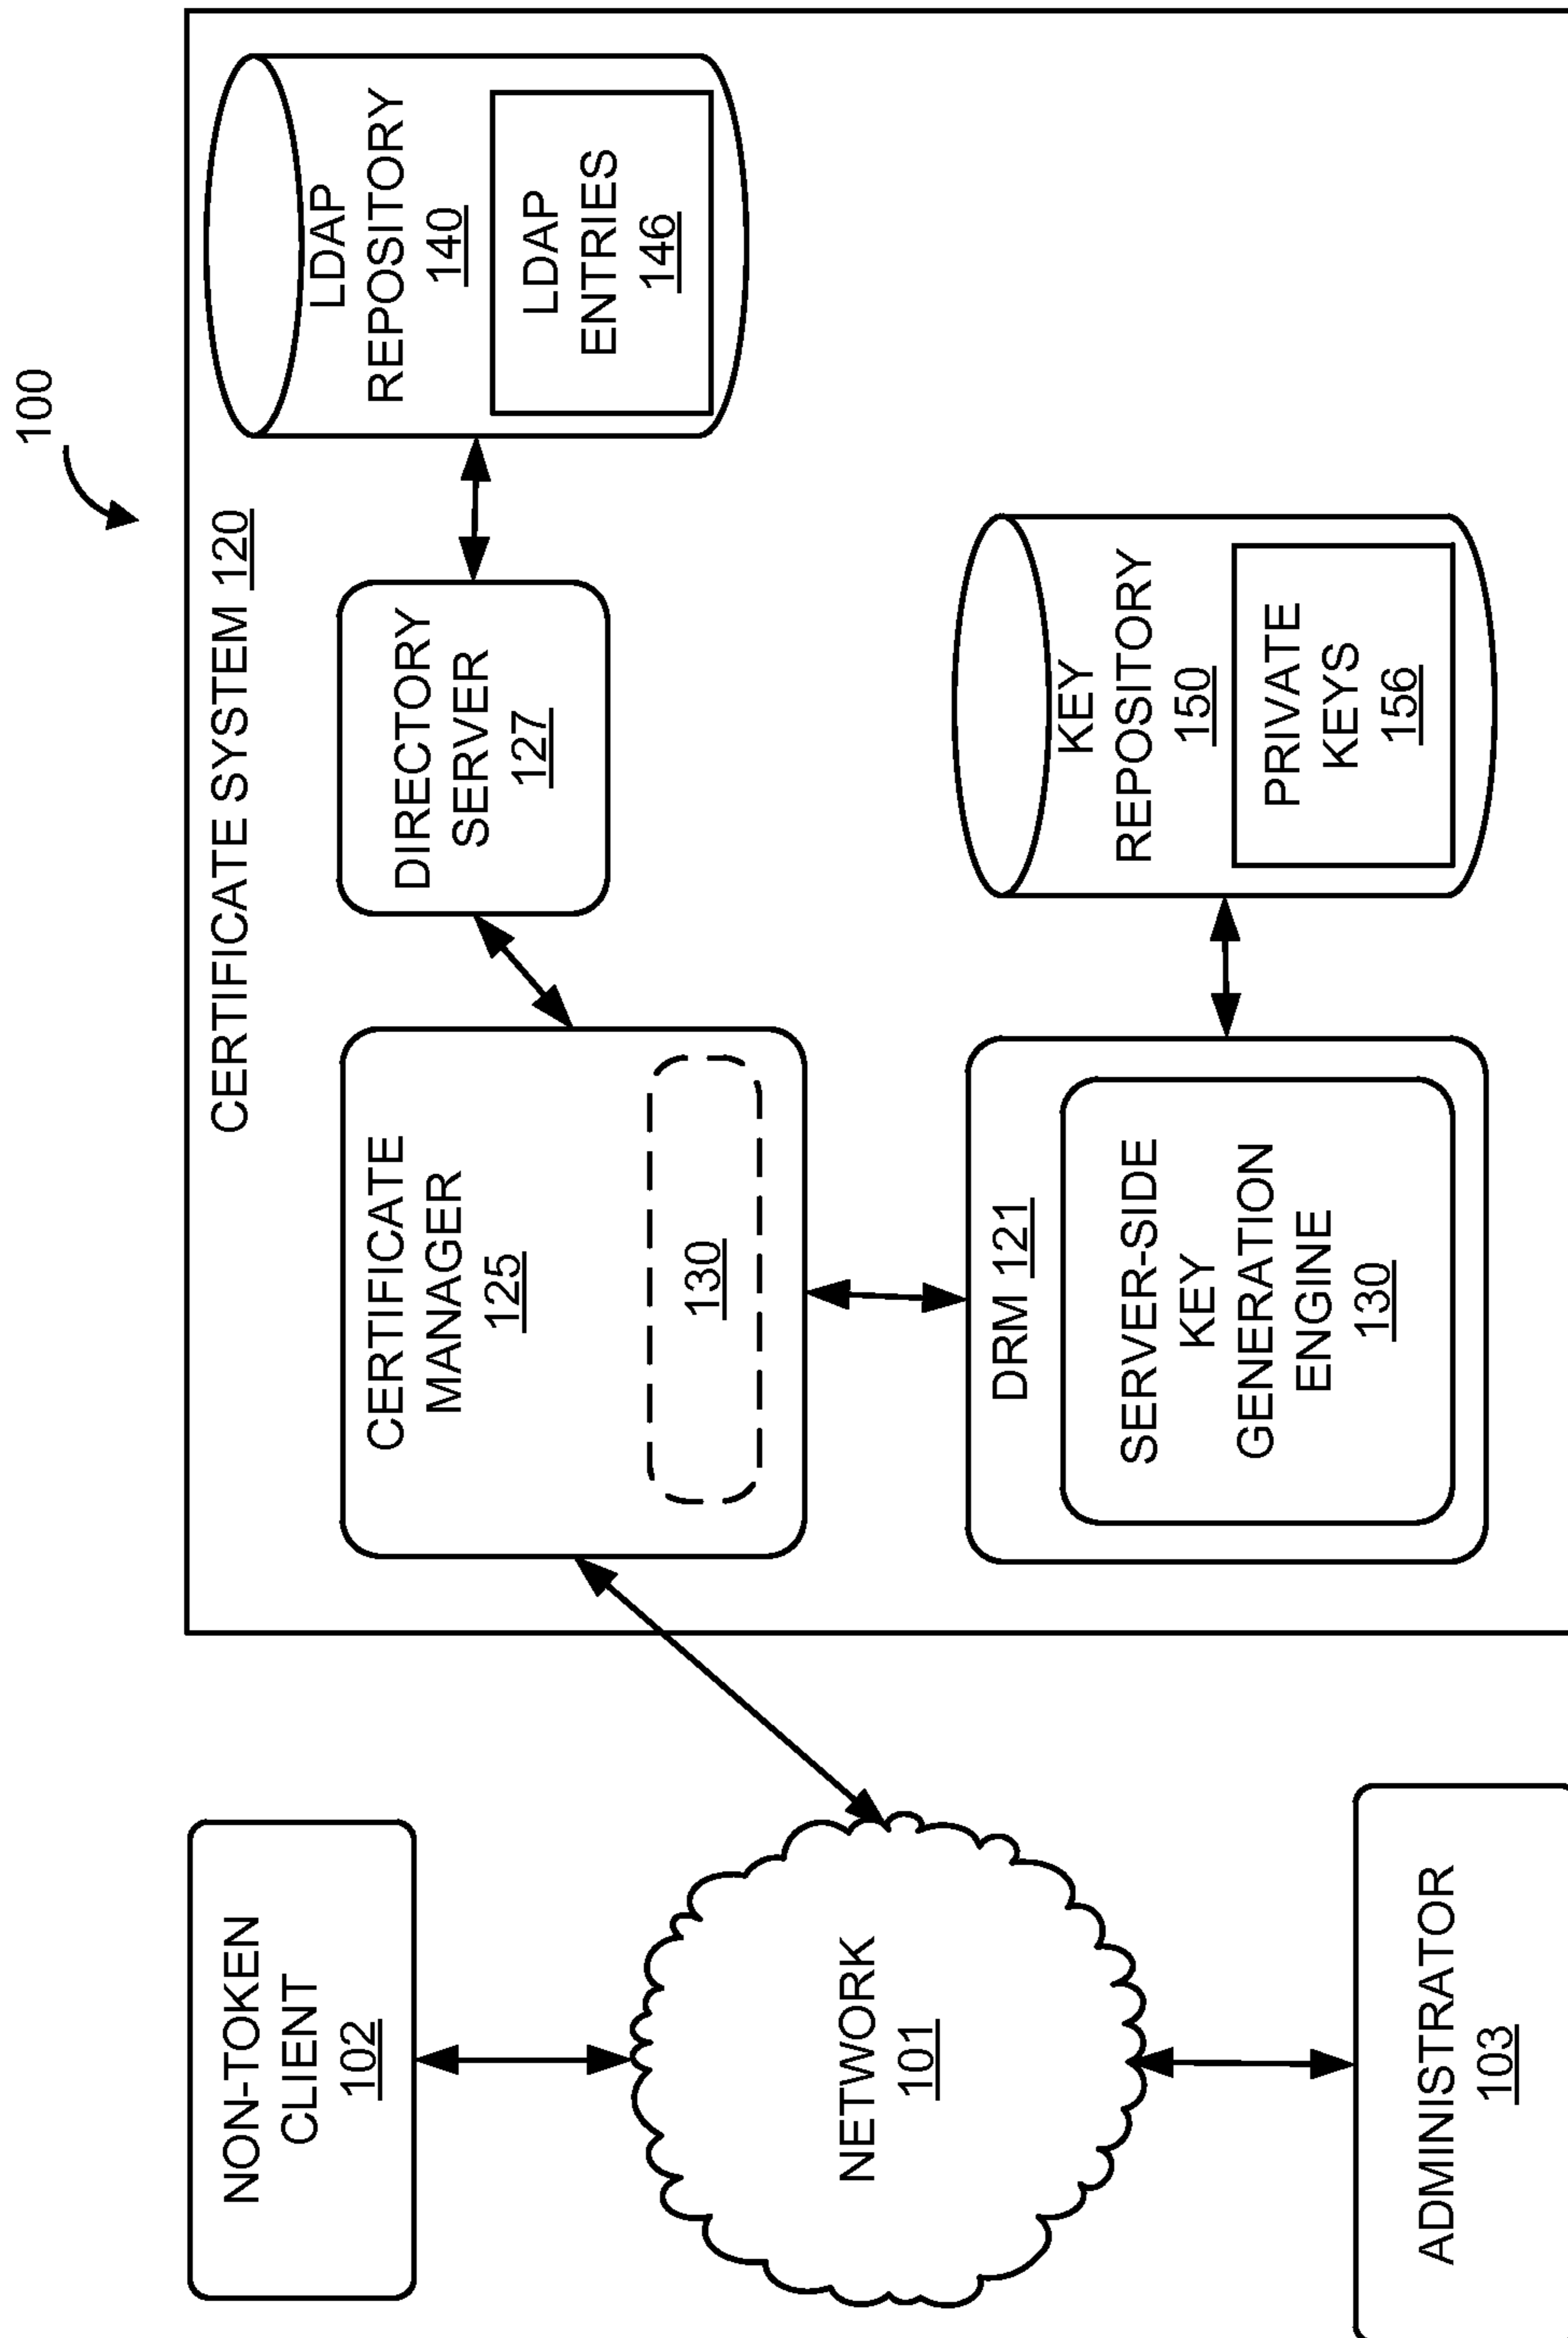 100
NON-TOKEN
CLIENT
102
NETWORK
101
ADMINISTRATOR
103
CERTIFICATE SYSTEM 120
CERTIFICATE
MANAGER
125
130
DIRECTORY
SERVER
127
LDAP
REPOSITORY
140
LDAP
ENTRIES
146
DRM 121
SERVER-SIDE
KEY
GENERATION
ENGINE
130
KEY
REPOSITORY
150
PRIVATE
KEYS
156